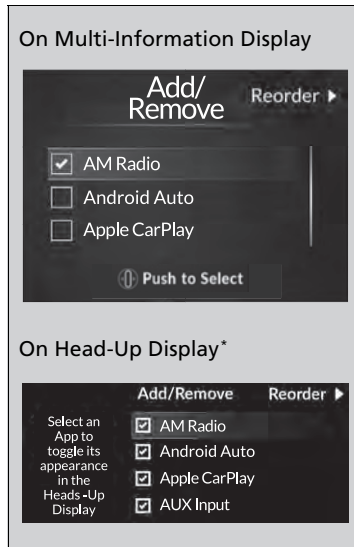 On Multi-Information Display
Add/
Remove
Reorder ▶
AM Radio
Android Auto
Apple CarPlay
Push to Select
On Head-Up Display*
Add/Remove Reorder ▶
Select an
App to
toggle its
appearance
in the
Heads-Up
Display
AM Radio
Android Auto
Apple CarPlay
AUX Input